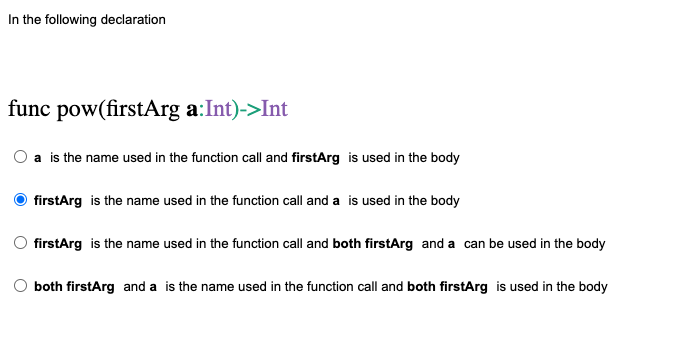 In the following declaration
func pow(firstArg a:Int)->Int
a is the name used in the function call and firstArg is used in the body
firstArg is the name used in the function call and a is used in the body
firstArg is the name used in the function call and both firstArg and a can be used in the body
both firstArg and a is the name used in the function call and both firstArg is used in the body